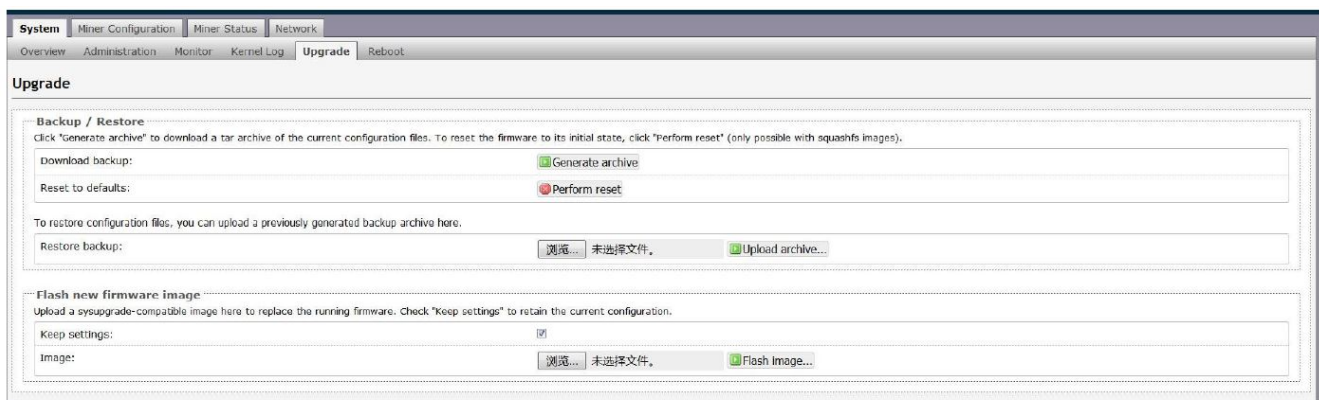 System Miner Configuration Miner Status Network
Overview Administration Monitor Kernel Log Upgrade Reboot
Upgrade
Backup / Restore
Click "Generate archive" to download a tar archive of the current configuration files. To reset the firmware to its initial state, click "Perform reset" (only possible with squashfs images).
Download backup: Generate archive
Reset to defaults: Perform reset
To restore configuration files, you can upload a previously generated backup archive here.
Restore backup: 浏览... 未选择文件。 Upload archive...
Flash new firmware image
Upload a sysupgrade-compatible image here to replace the running firmware. Check "Keep settings" to retain the current configuration.
Keep settings:
Image: 浏览... 未选择文件。 Flash image...